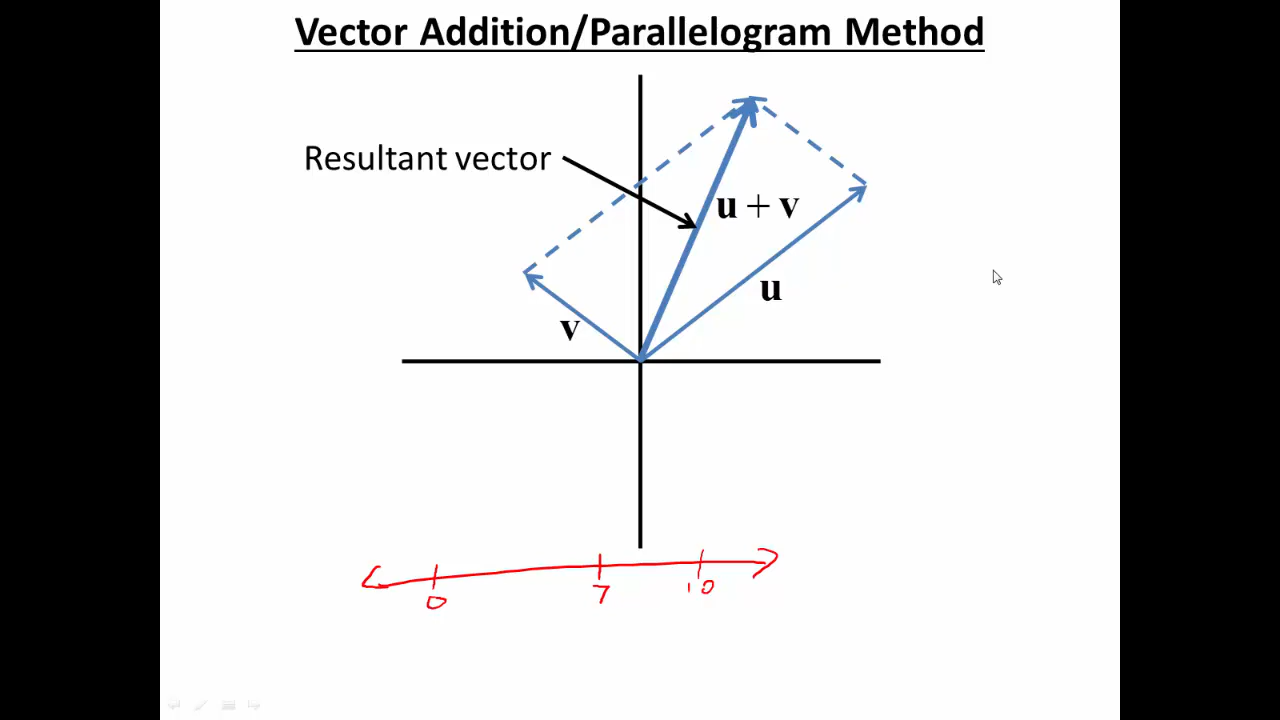 Vector Addition/Parallelogram Method
Resultant vector
u + v
u
v
0 7 10